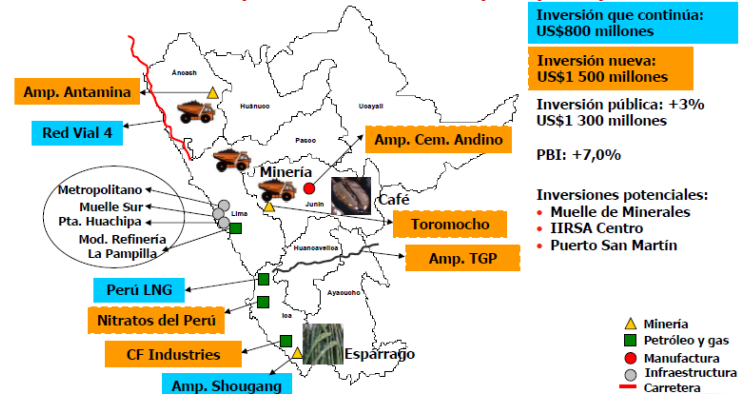 Inversión que continúa:
US$800 millones
Inversión nueva:
US$1 500 millones
Inversión pública: +3%
US$1 300 millones
PBI: +7,0%
Inversiones potenciales:
• Muelle de Minerales
• IIRSA Centro
• Puerto San Martín
Ancash
Amp. Antamina
Huánuco
Ucayali
Red Vial 4
Pasco
Amp. Cem. Andino
Minería
Metropolitano
Muelle Sur
Pta. Huachipa
Mod. Refinería
La Pampilla
Lima
Junín
Café
Toromocho
Huancavelica
Amp. TGP
Perú LNG
Ayacucho
Nitratos del Perú
Ica
CF Industries
Espárrago
Amp. Shougang
Minería
Petróleo y gas
Manufactura
Infraestructura
Carretera